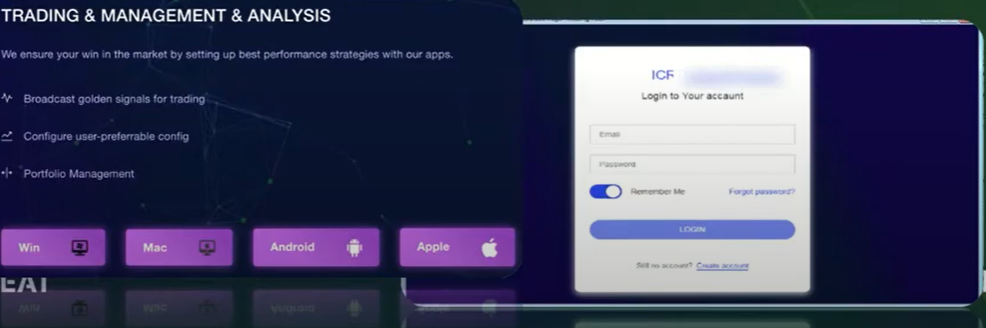 TRADING & MANAGEMENT & ANALYSIS
We ensure your win in the market by setting up best performance strategies with our apps.
Broadcast golden signals for trading
Configure user-preferrable config
Portfolio Management
Win
Mac
Android
Apple
ICF
Login to Your account
Email
Password
Remember Me
Forgot password?
LOGIN
Still no account? Create account